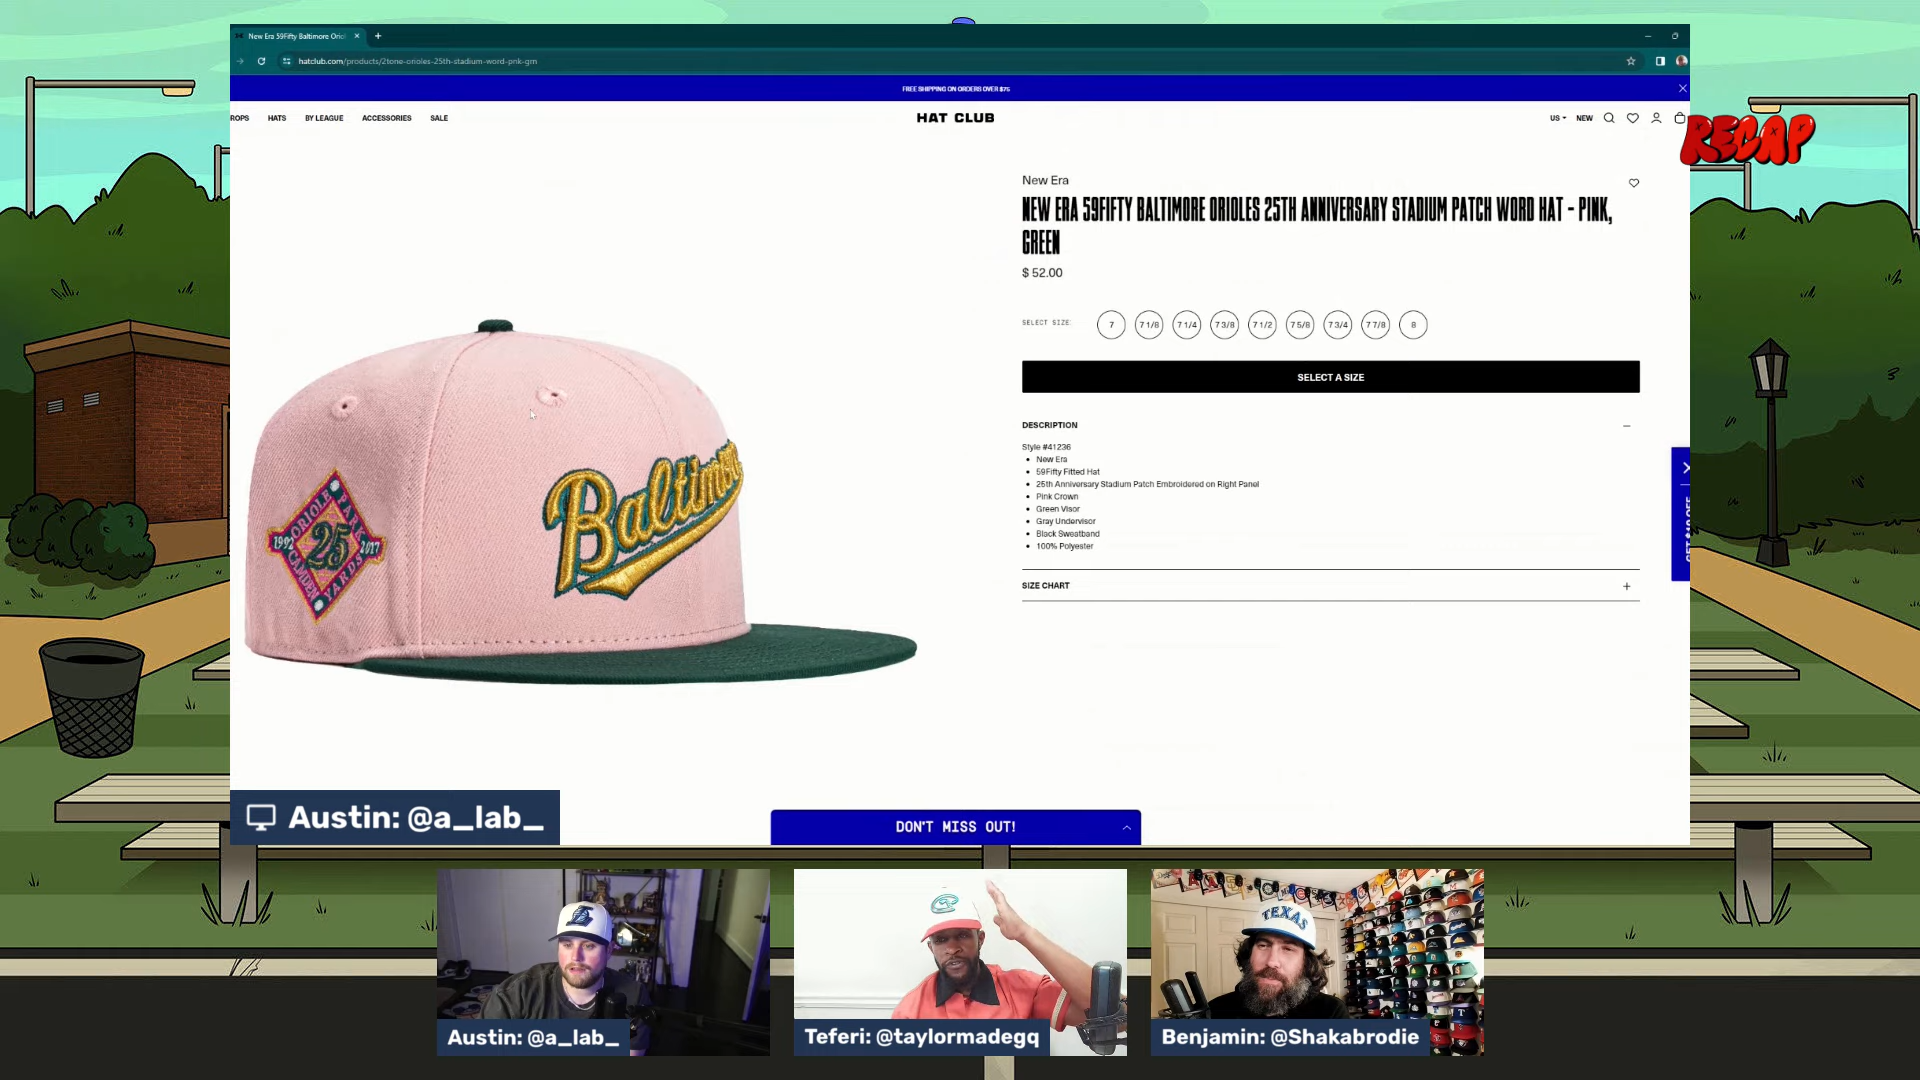 New Era 59Fifty Baltimore Oriol
hatclub.com/products/2tone-orioles-25th-stadium-word-pnk-grn
FREE SHIPPING ON ORDERS OVER $75
ROPS HATS BY LEAGUE ACCESSORIES SALE
HAT CLUB
US NEW
RECAP
New Era
NEW ERA 59FIFTY BALTIMORE ORIOLES 25TH ANNIVERSARY STADIUM PATCH WORD HAT - PINK,
GREEN
$ 52.00
SELECT SIZE: 7 7 1/8 7 1/4 7 3/8 7 1/2 7 5/8 7 3/4 7 7/8 8
SELECT A SIZE
DESCRIPTION
Style #41236
New Era
59Fifty Fitted Hat
25th Anniversary Stadium Patch Embroidered on Right Panel
Pink Crown
Green Visor
Gray Undervisor
Black Sweatband
100% Polyester
SIZE CHART
Baltimore
ORIOLE PARK
1992 25 2017
CAMDEN YARDS
Austin: @a_lab_
DON'T MISS OUT!
TEXAS
Austin: @a_lab_
Teferi: @taylormadegq
Benjamin: @Shakabrodie